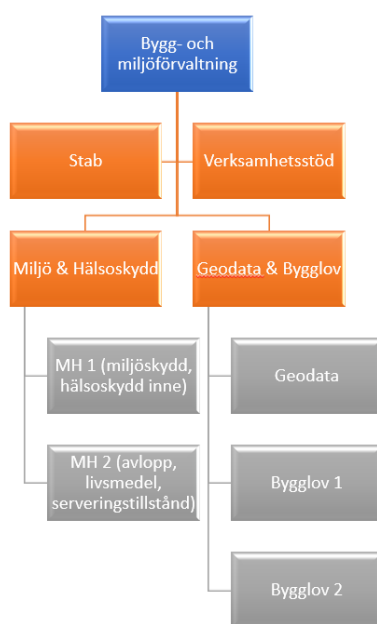 Bygg- och
miljöförvaltning
Stab
Verksamhetsstöd
Miljö & Hälsoskydd
Geodata & Bygglov
MH 1 (miljöskydd,
hälsoskydd inne)
MH 2 (avlopp,
livsmedel,
serveringstillstånd)
Geodata
Bygglov 1
Bygglov 2